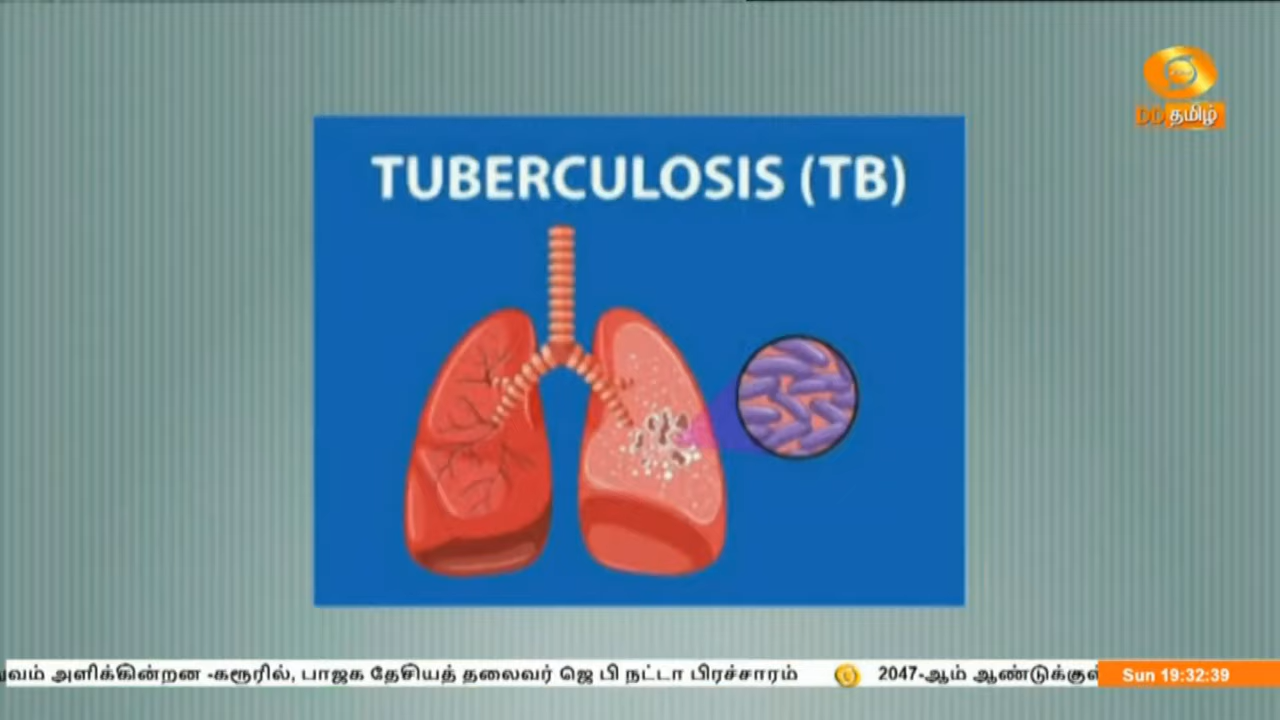 DD தமிழ்
TUBERCULOSIS (TB)
அளிக்கின்றன -கரூரில், பாஜக தேசியத் தலைவர் ஜெ பி நட்டா பிரச்சாரம்
2047-ஆம் ஆண்டுக்குள்
Sun 19:32:39